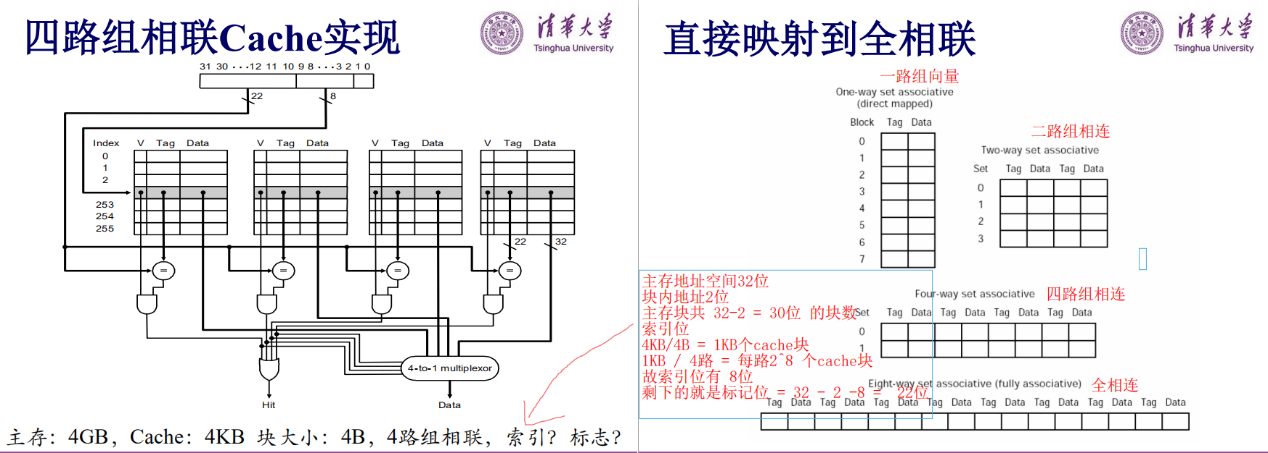 四路组相联Cache实现
清华大学
Tsinghua University
31 30 ···12 11 10 9 8 ···3 2 1 0
22
8
Index V Tag Data V Tag Data V Tag Data V Tag Data
0
1
2
253
254
255
22
32
= = = =
4-to-1 multiplexor
Hit
Data
主存：4GB，Cache：4KB 块大小：4B，4路组相联，索引？标志？
直接映射到全相联
清华大学
Tsinghua University
一路组向量
One-way set associative
(direct mapped)
Block Tag Data
0
1
2
3
4
5
6
7
二路组相连
Two-way set associative
Set Tag Data Tag Data
0
1
2
3
主存地址空间32位
块内地址2位
主存块共 32-2 = 30位 的块数
索引位
4KB/4B = 1KB个cache块
1KB / 4路 = 每路2^8 个cache块
故索引位有 8位
剩下的就是标记位 = 32 - 2 -8 = 22位
Four-way set associative 四路组相连
Set Tag Data Tag Data Tag Data Tag Data
0
1
Eight-way set associative (fully associative) 全相连
Tag Data Tag Data Tag Data Tag Data Tag Data Tag Data Tag Data Tag Data